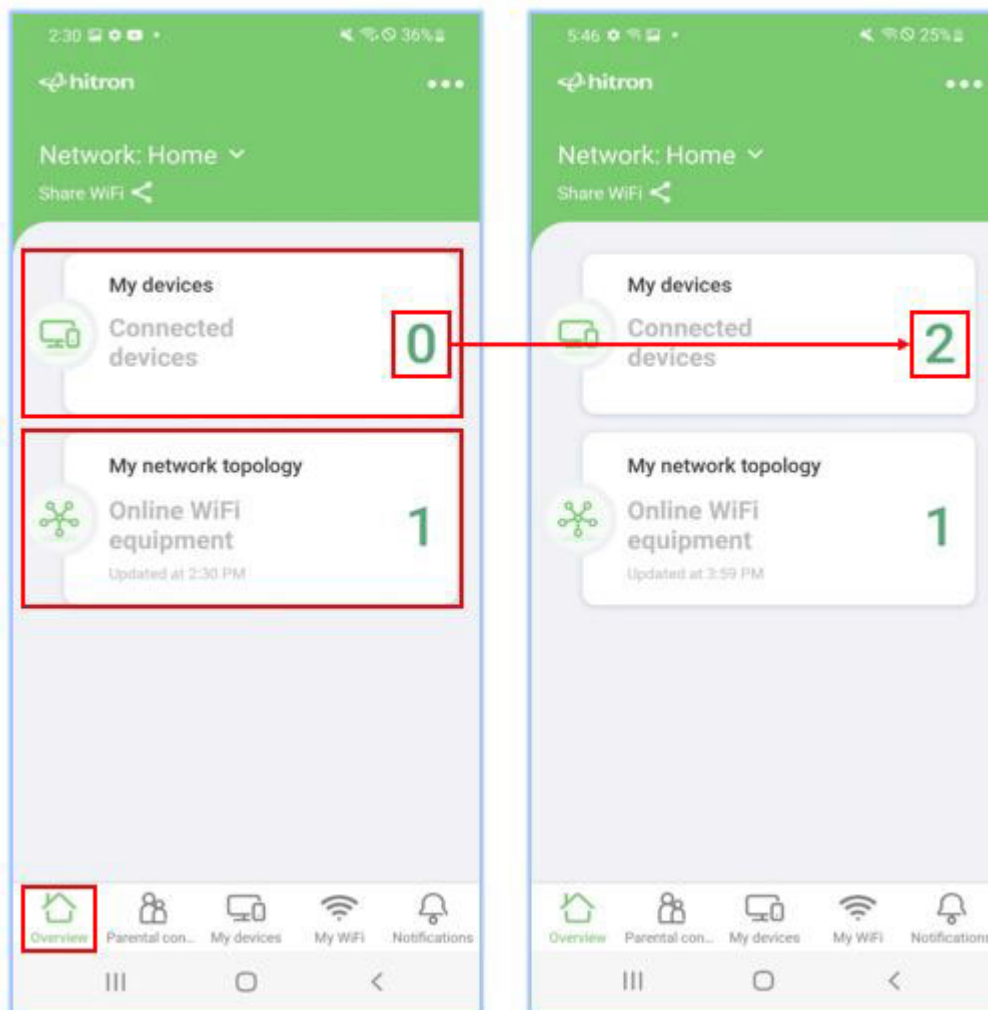 2:30
36%
hitron
Network: Home
Share WiFi
My devices
Connected
devices
0
My network topology
Online WiFi
equipment
1
Updated at 2:30 PM
Overview
Parental con...
My devices
My WiFi
Notifications
5:46
25%
hitron
Network: Home
Share WiFi
My devices
Connected
devices
2
My network topology
Online WiFi
equipment
1
Updated at 3:59 PM
Overview
Parental con...
My devices
My WiFi
Notifications